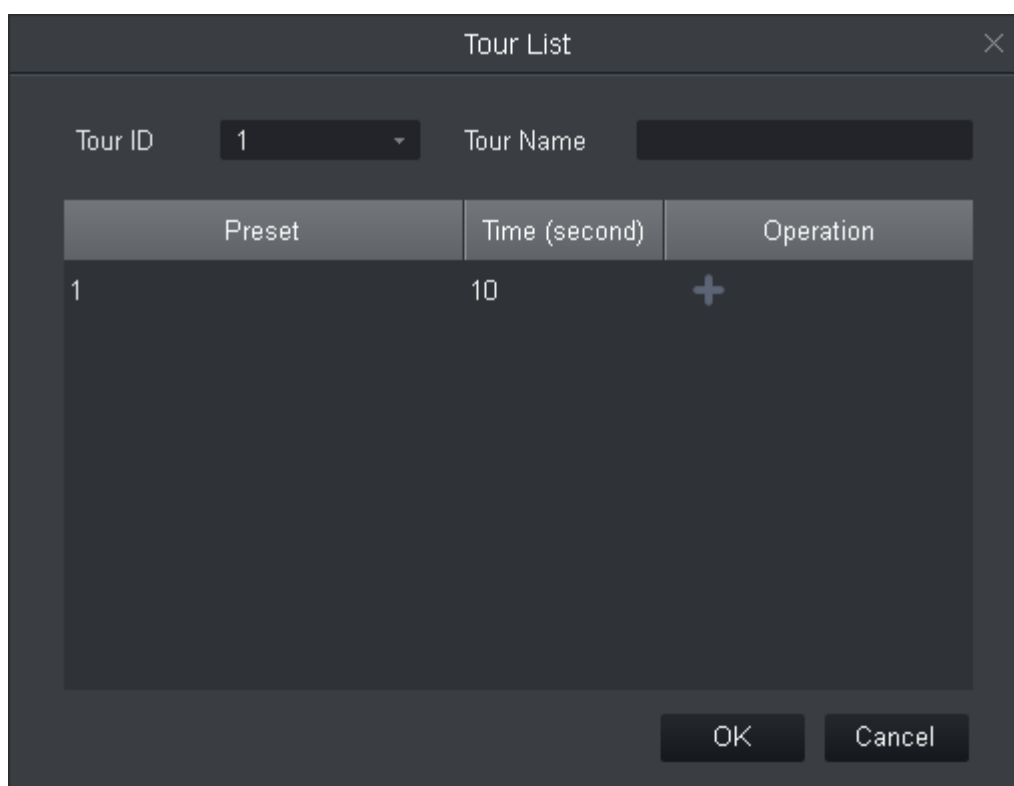 Tour List
Tour ID 1 Tour Name
Preset Time (second) Operation
1 10
OK Cancel